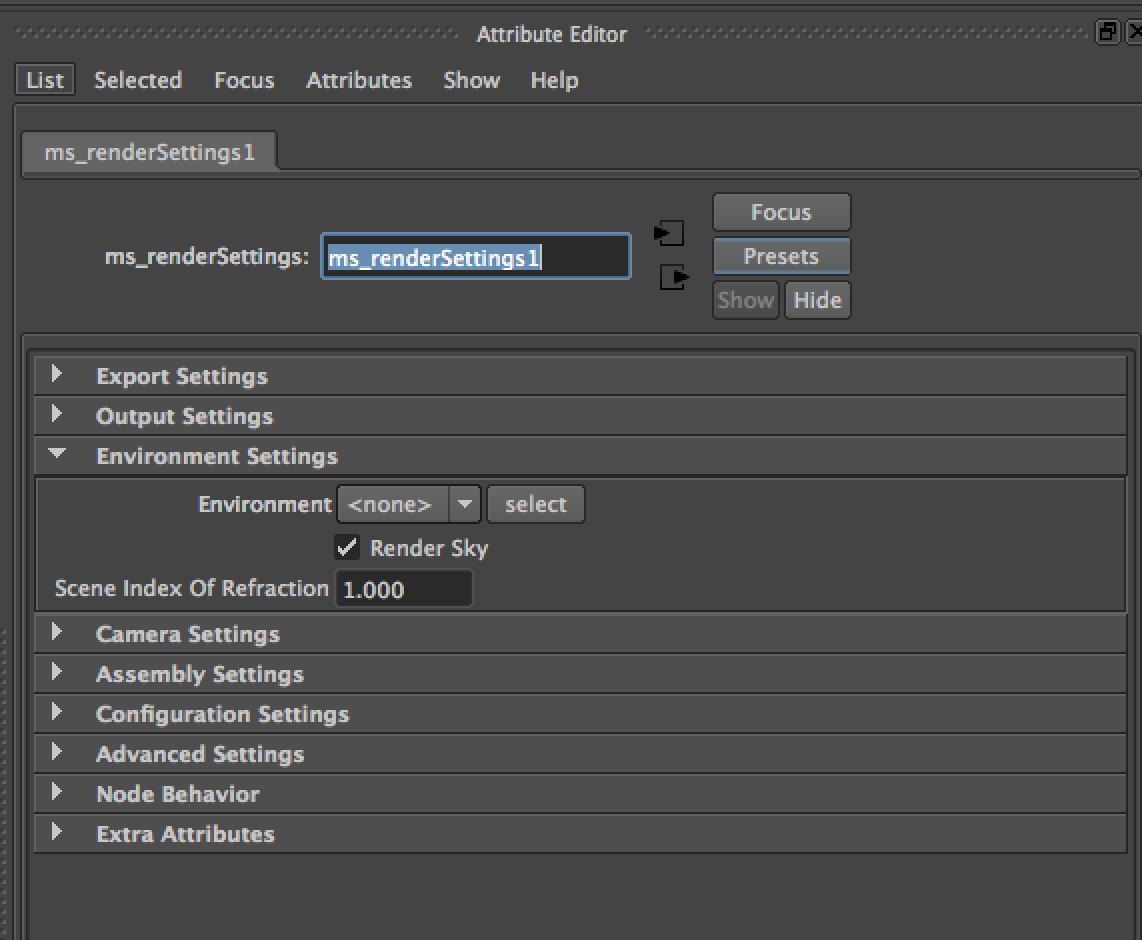 Attribute Editor
List Selected Focus Attributes Show Help
ms_renderSettings1
Focus
ms_renderSettings: ms_renderSettings1 Presets
Show Hide
Export Settings
Output Settings
Environment Settings
Environment <none> select
Render Sky
Scene Index Of Refraction 1.000
Camera Settings
Assembly Settings
Configuration Settings
Advanced Settings
Node Behavior
Extra Attributes